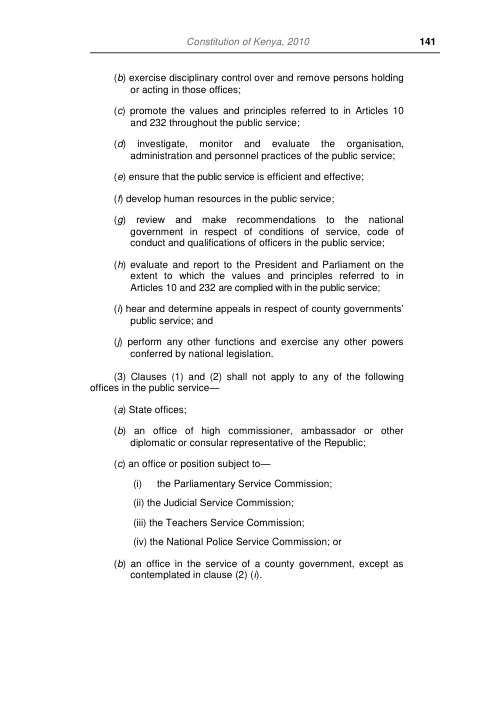 Constitution of Kenya, 2010 141
(b) exercise disciplinary control over and remove persons holding
or acting in those offices;
(c) promote the values and principles referred to in Articles 10
and 232 throughout the public service;
(d) investigate, monitor and evaluate the organisation,
administration and personnel practices of the public service;
(e) ensure that the public service is efficient and effective;
(f) develop human resources in the public service;
(g) review and make recommendations to the national
government in respect of conditions of service, code of
conduct and qualifications of officers in the public service;
(h) evaluate and report to the President and Parliament on the
extent to which the values and principles referred to in
Articles 10 and 232 are complied with in the public service;
(i) hear and determine appeals in respect of county governments’
public service; and
(j) perform any other functions and exercise any other powers
conferred by national legislation.
(3) Clauses (1) and (2) shall not apply to any of the following
offices in the public service—
(a) State offices;
(b) an office of high commissioner, ambassador or other
diplomatic or consular representative of the Republic;
(c) an office or position subject to—
(i) the Parliamentary Service Commission;
(ii) the Judicial Service Commission;
(iii) the Teachers Service Commission;
(iv) the National Police Service Commission; or
(b) an office in the service of a county government, except as
contemplated in clause (2) (i).